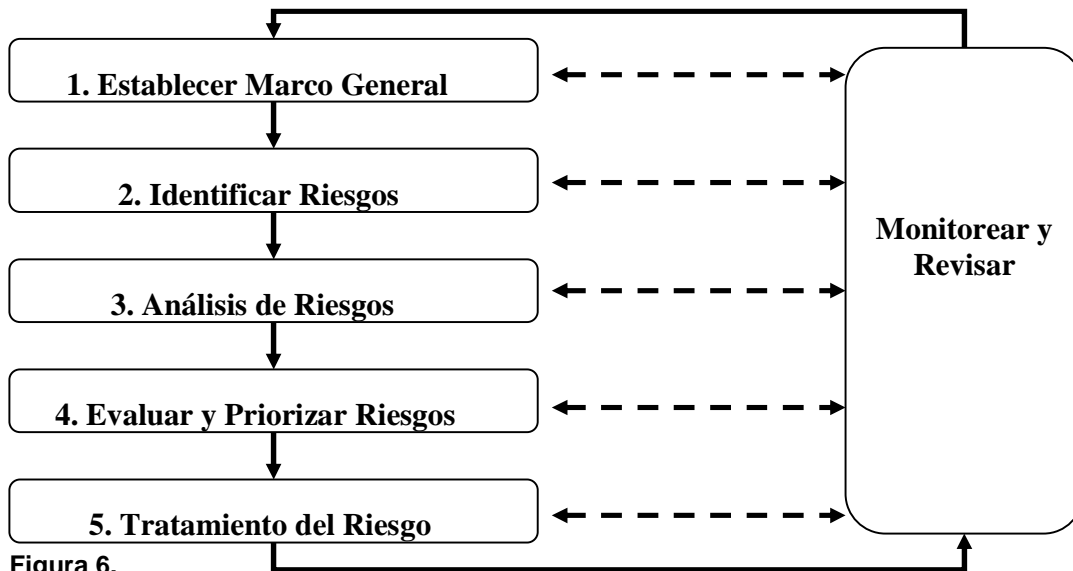 1. Establecer Marco General
2. Identificar Riesgos
3. Análisis de Riesgos
4. Evaluar y Priorizar Riesgos
5. Tratamiento del Riesgo
Monitorear y
Revisar
Figura 6.